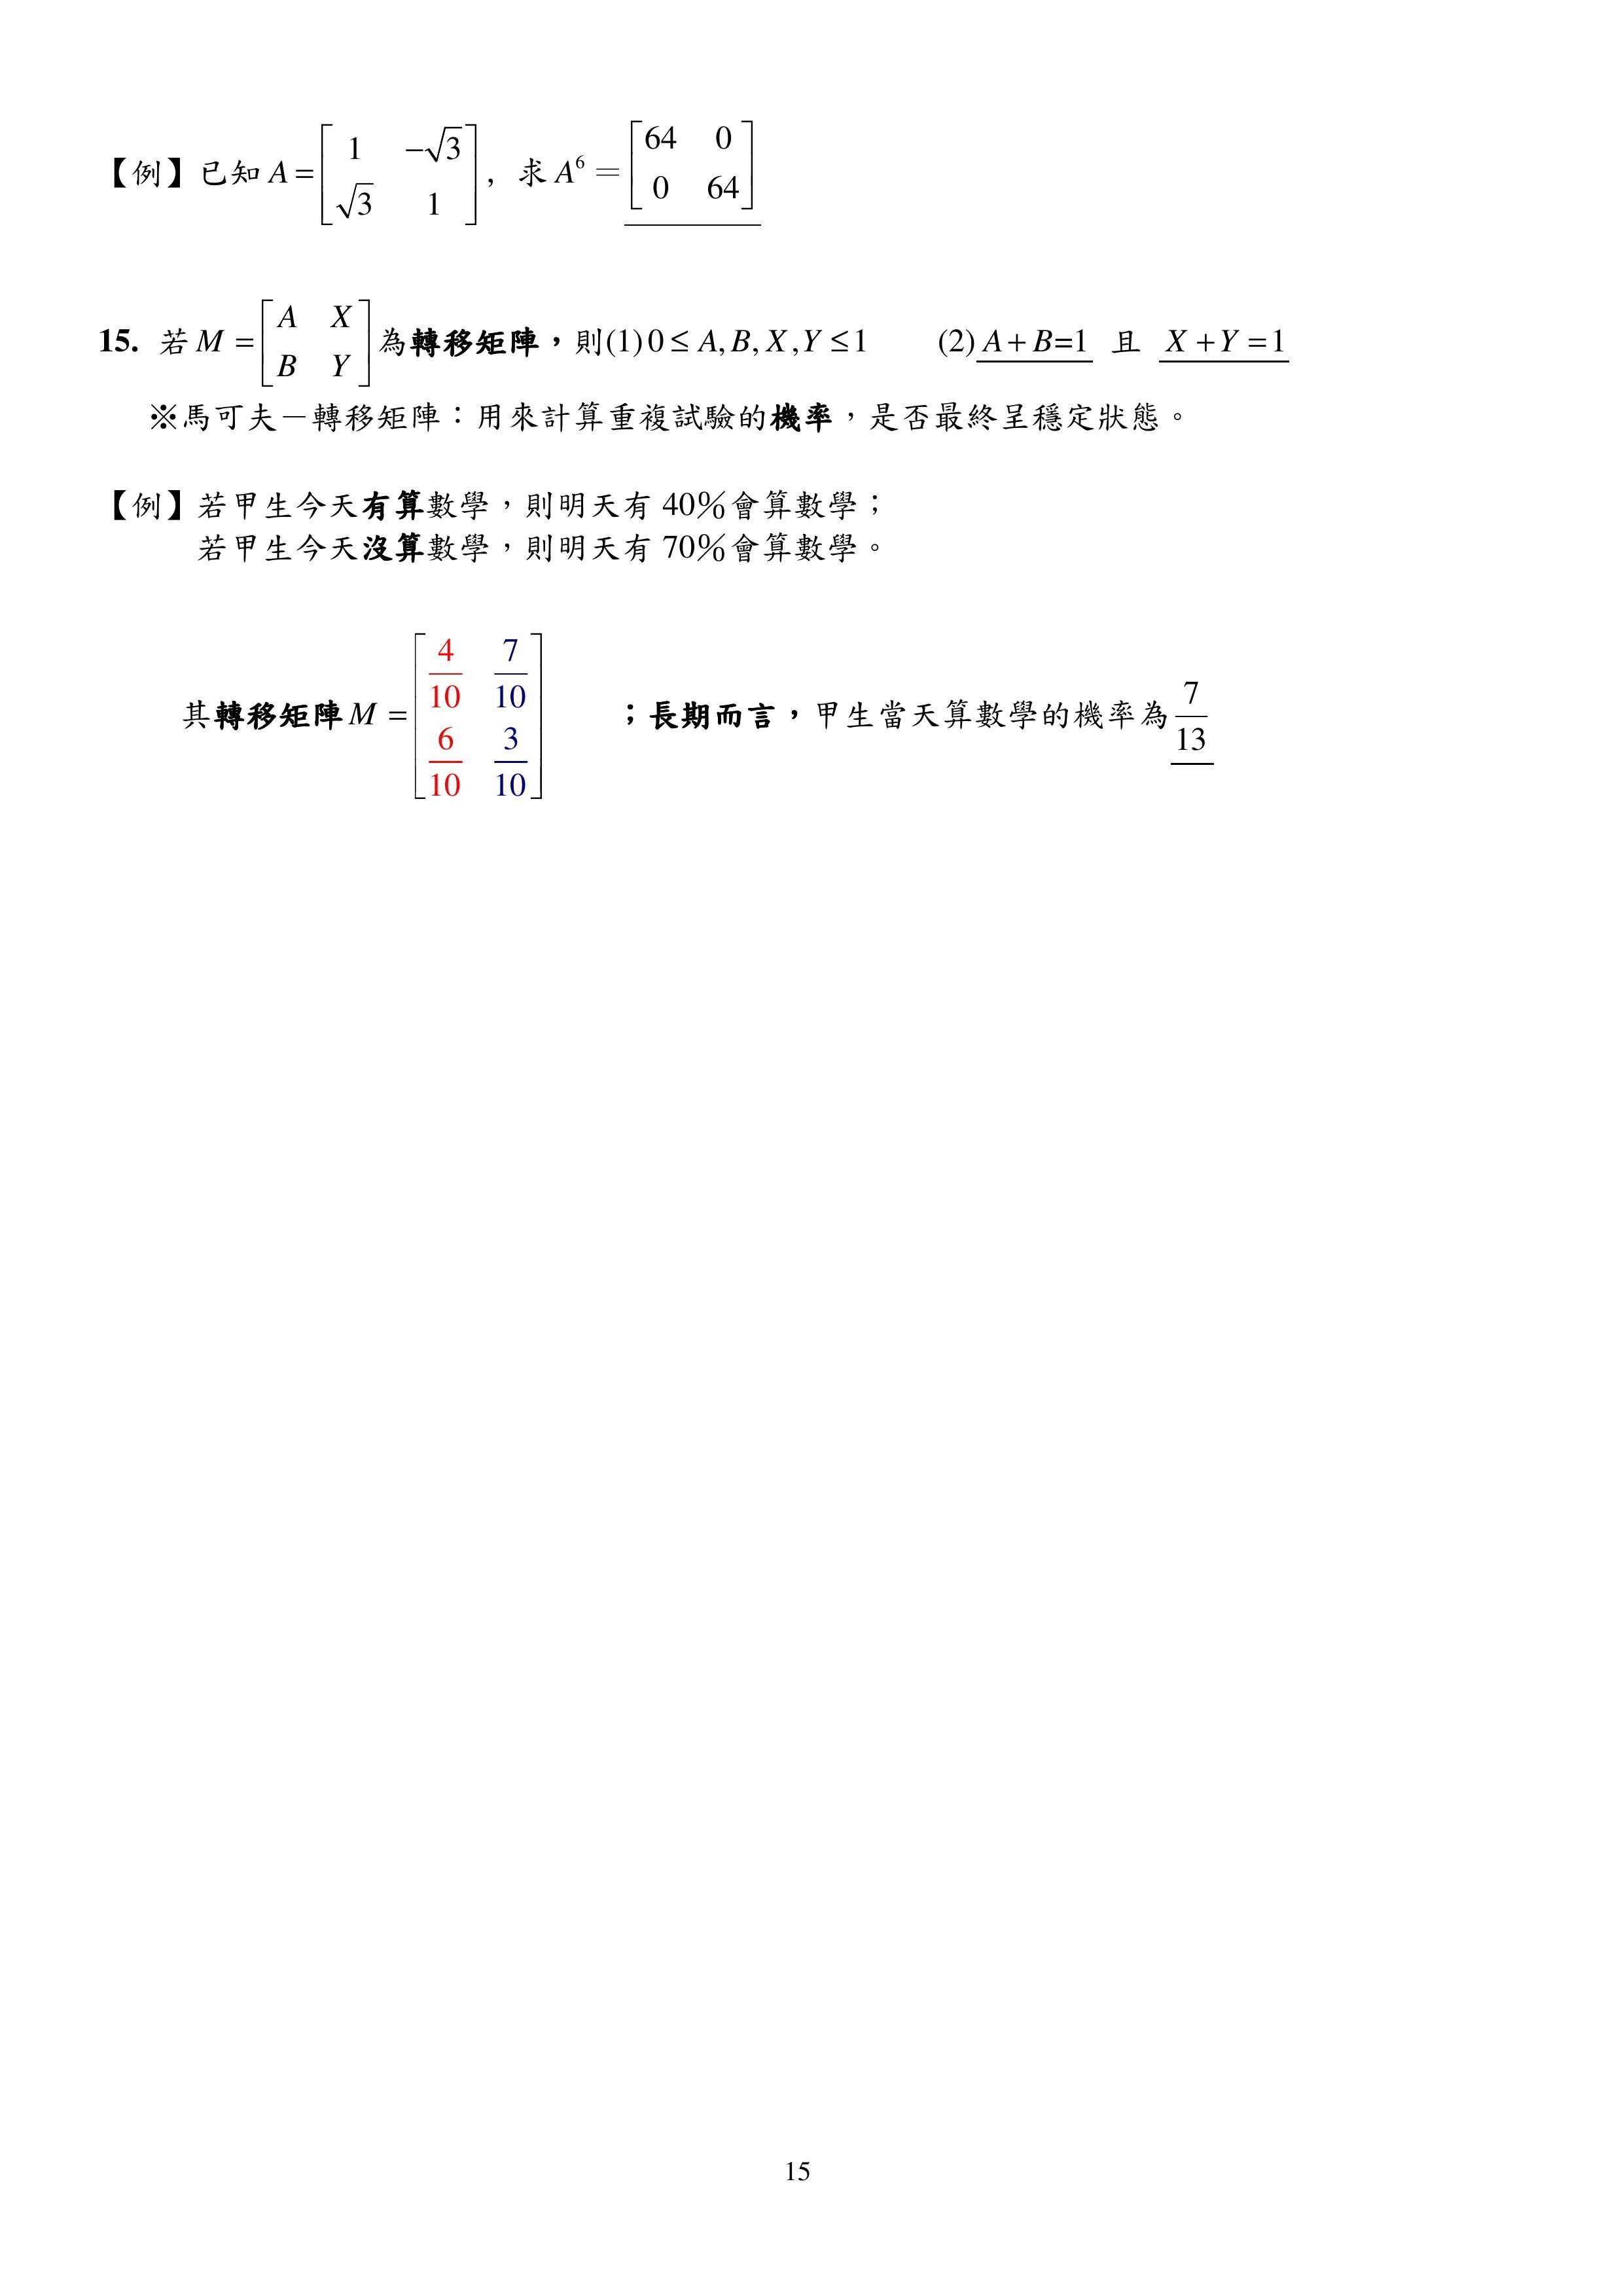 【例】已知 $A=\begin{bmatrix} 1 & -\sqrt{3} \\ \sqrt{3} & 1 \end{bmatrix}$, 求 $A^6$＝$\begin{bmatrix} 64 & 0 \\ 0 & 64 \end{bmatrix}$
15. 若 $M=\begin{bmatrix} A & X \\ B & Y \end{bmatrix}$ 為轉移矩陣，則(1) $0 \le A, B, X, Y \le 1$ (2) $A+B=1$ 且 $X+Y=1$
※馬可夫－轉移矩陣：用來計算重複試驗的機率，是否最終呈穩定狀態。
【例】若甲生今天有算數學，則明天有 40％會算數學；
若甲生今天沒算數學，則明天有 70％會算數學。
其轉移矩陣 $M=\begin{bmatrix} \frac{4}{10} & \frac{7}{10} \\ \frac{6}{10} & \frac{3}{10} \end{bmatrix}$ ；長期而言，甲生當天算數學的機率為 $\frac{7}{13}$
15